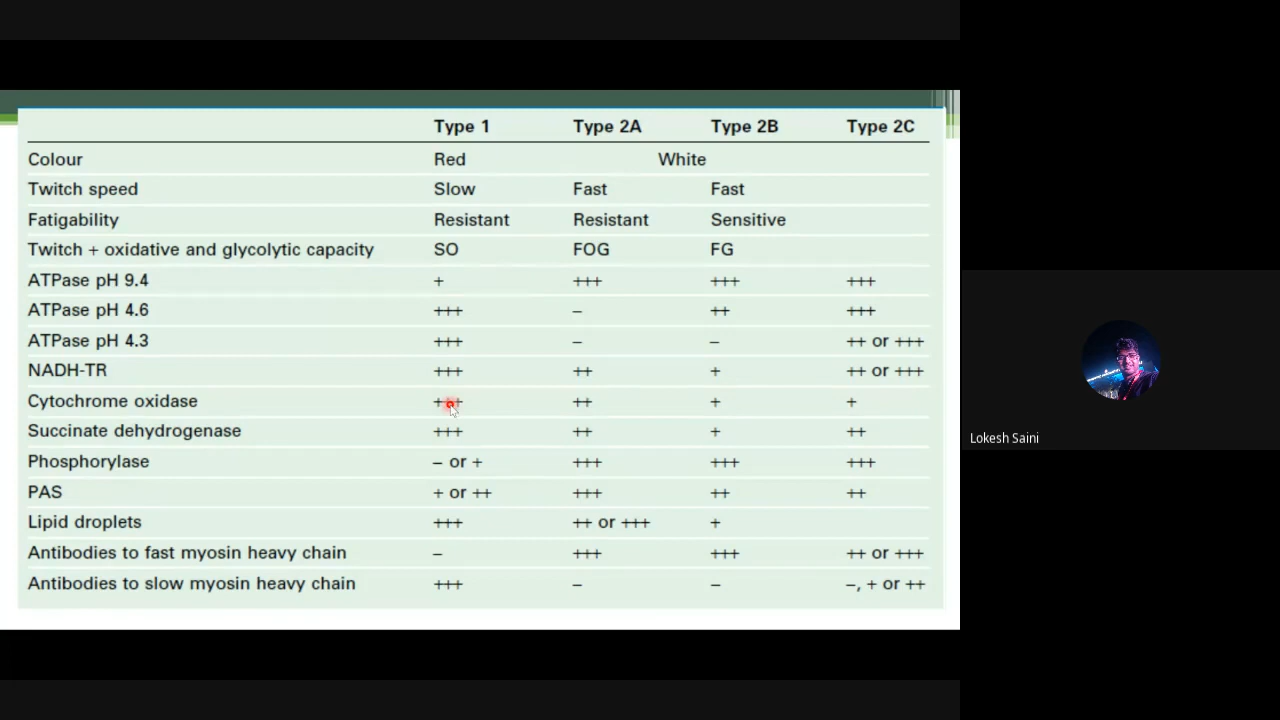 Type 1 Type 2A Type 2B Type 2C
Colour Red White
Twitch speed Slow Fast Fast
Fatigability Resistant Resistant Sensitive
Twitch + oxidative and glycolytic capacity SO FOG FG
ATPase pH 9.4 + +++ +++ +++
ATPase pH 4.6 +++ – ++ +++
ATPase pH 4.3 +++ – – ++ or +++
NADH-TR +++ ++ + ++ or +++
Cytochrome oxidase +++ ++ + +
Succinate dehydrogenase +++ ++ + ++
Phosphorylase – or + +++ +++ +++
PAS + or ++ +++ ++ ++
Lipid droplets +++ ++ or +++ +
Antibodies to fast myosin heavy chain – +++ +++ ++ or +++
Antibodies to slow myosin heavy chain +++ – – –, + or ++
Lokesh Saini